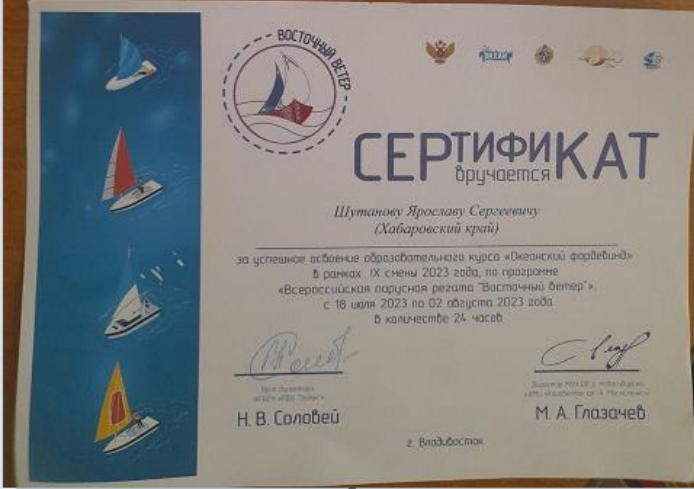 ВОСТОЧНЫЙ ВЕТЕР
СЕРТИФИКАТ
вручается
Шутанову Ярославу Сергеевичу
(Хабаровский край)
за успешное освоение образовательного курса «Океанский фордевинд»
в рамках IX смены 2023 года, по программе
«Всероссийская парусная регата "Восточный ветер"»,
с 18 июля 2023 по 02 августа 2023 года
в количестве 24 часов
Н. В. Соловей
М. А. Глазачев
г. Владивосток